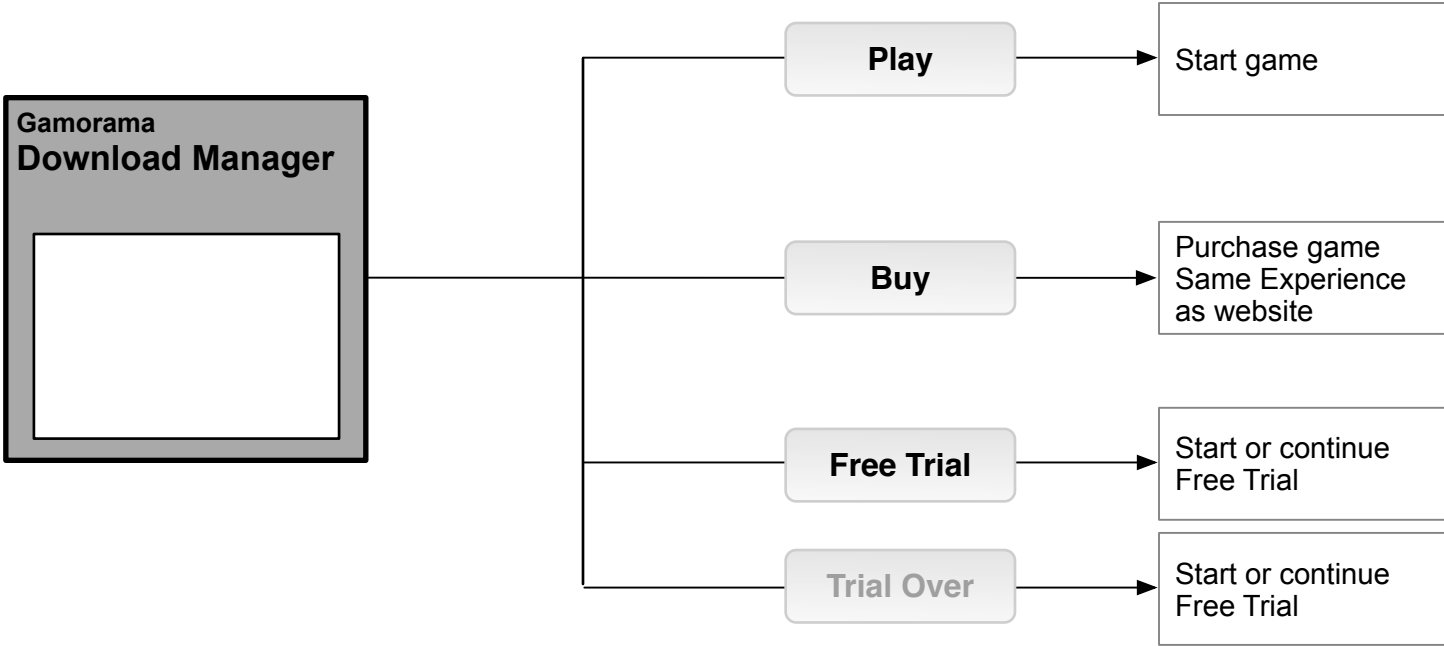 Gamorama
Download Manager
Play
Start game
Buy
Purchase game
Same Experience
as website
Free Trial
Start or continue
Free Trial
Trial Over
Start or continue
Free Trial